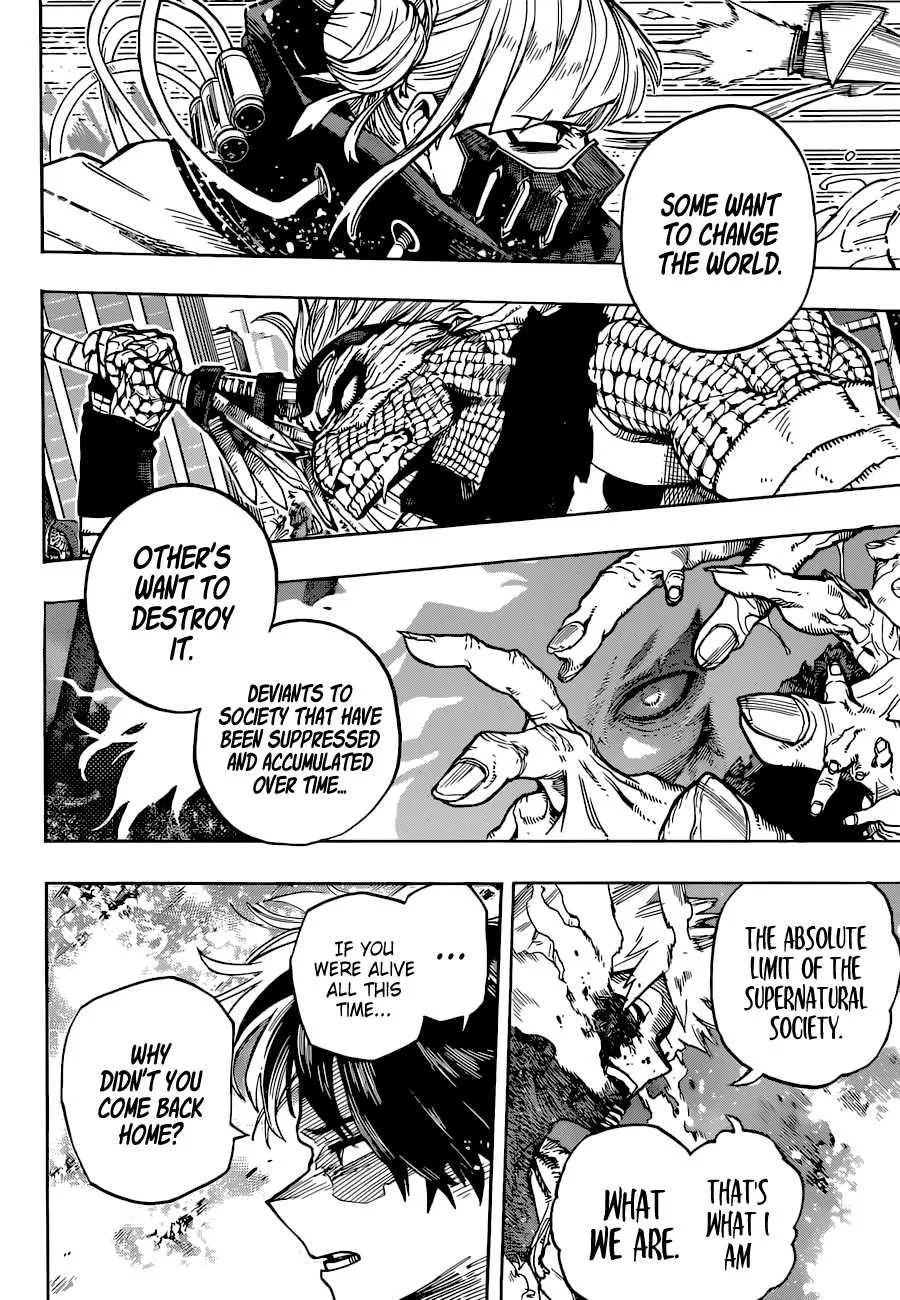 SOME WANT
TO CHANGE
THE WORLD.
OTHER'S
WANT TO
DESTROY
IT.
DEVIANTS TO
SOCIETY THAT HAVE
BEEN SUPPRESSED
AND ACCUMULATED
OVER TIME...
THE ABSOLUTE
LIMIT OF THE
SUPERNATURAL
SOCIETY.
THAT'S
WHAT I
AM
WHAT
WE ARE.
...
IF YOU
WERE ALIVE
ALL THIS
TIME...
WHY
DIDN'T YOU
COME BACK
HOME?